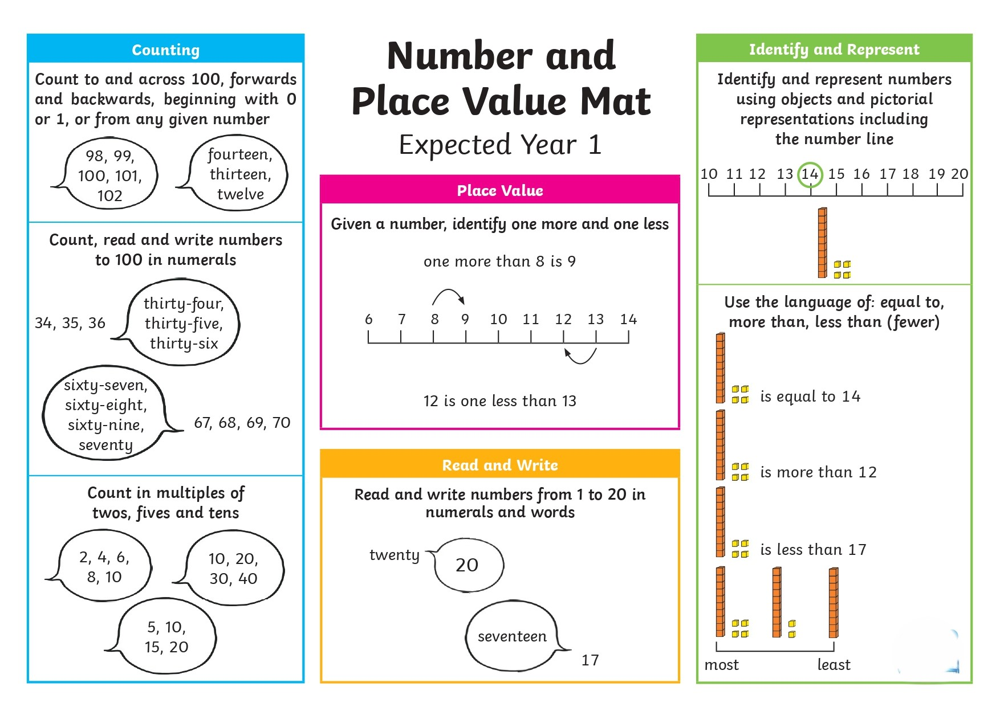 Number and
Place Value Mat
Expected Year 1
Counting
Count to and across 100, forwards
and backwards, beginning with 0
or 1, or from any given number
98, 99,
100, 101,
102
fourteen,
thirteen,
twelve
Count, read and write numbers
to 100 in numerals
34, 35, 36
thirty-four,
thirty-five,
thirty-six
sixty-seven,
sixty-eight,
sixty-nine,
seventy
67, 68, 69, 70
Count in multiples of
twos, fives and tens
2, 4, 6,
8, 10
10, 20,
30, 40
5, 10,
15, 20
Place Value
Given a number, identify one more and one less
one more than 8 is 9
6 7 8 9 10 11 12 13 14
12 is one less than 13
Read and Write
Read and write numbers from 1 to 20 in
numerals and words
twenty
20
seventeen
17
Identify and Represent
Identify and represent numbers
using objects and pictorial
representations including
the number line
10 11 12 13 14 15 16 17 18 19 20
Use the language of: equal to,
more than, less than (fewer)
is equal to 14
is more than 12
is less than 17
most least